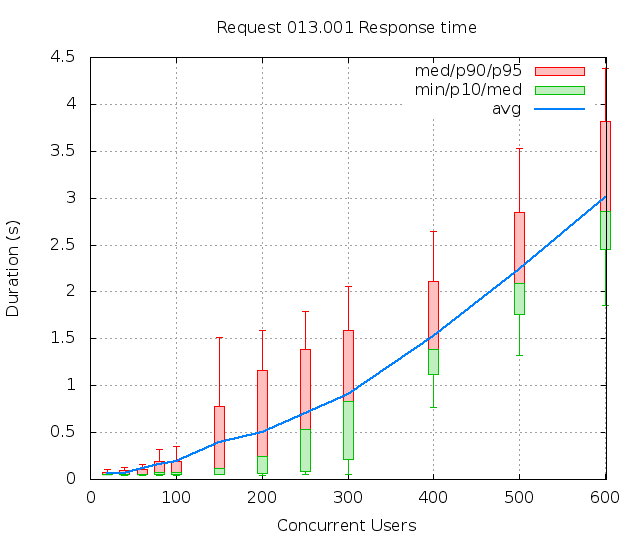 Request 013.001 Response time
4.5
4
3.5
3
2.5
2
1.5
1
0.5
0
med/p90/p95
min/p10/med
avg
Duration (s)
0 100 200 300 400 500 600
Concurrent Users